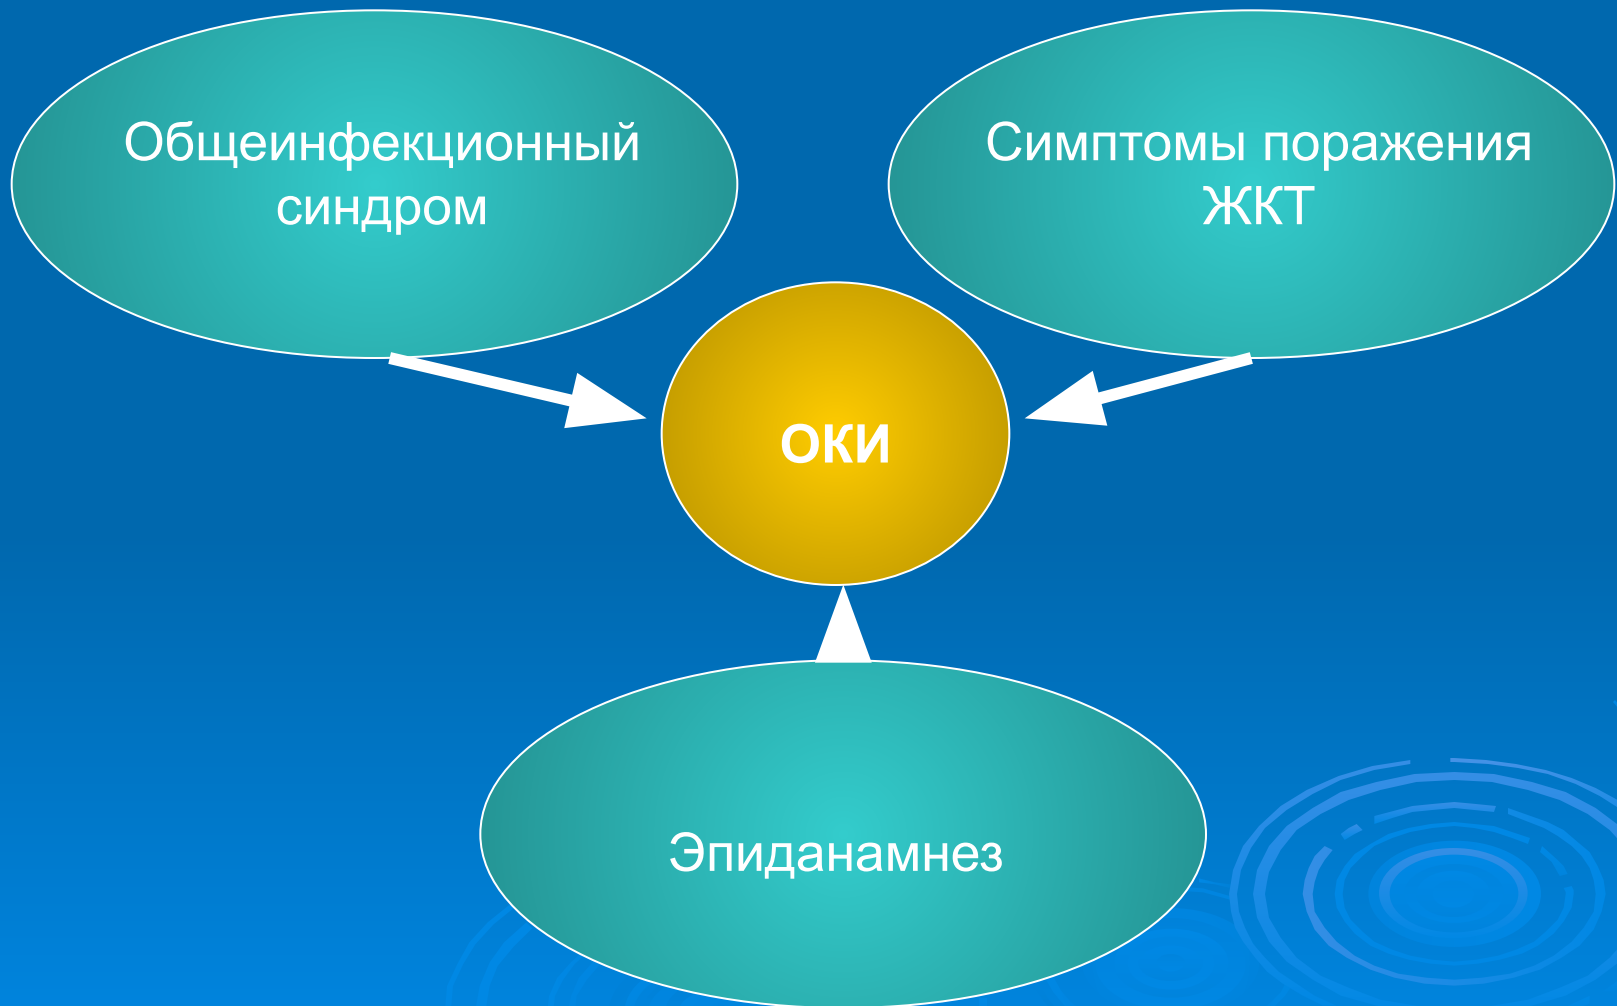 Общеинфекционный
синдром
Симптомы поражения
ЖКТ
ОКИ
Эпиданамнез